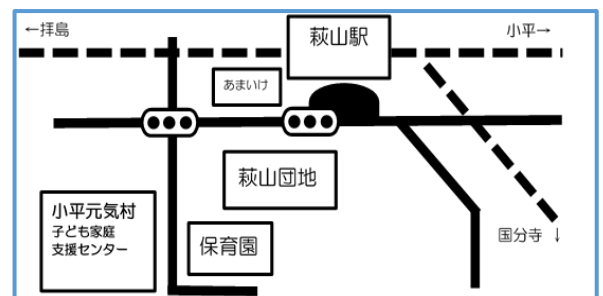 ←拝島
萩山駅
小平→
あまいけ
萩山団地
小平元気村
子ども家庭
支援センター
保育園
国分寺 ↓